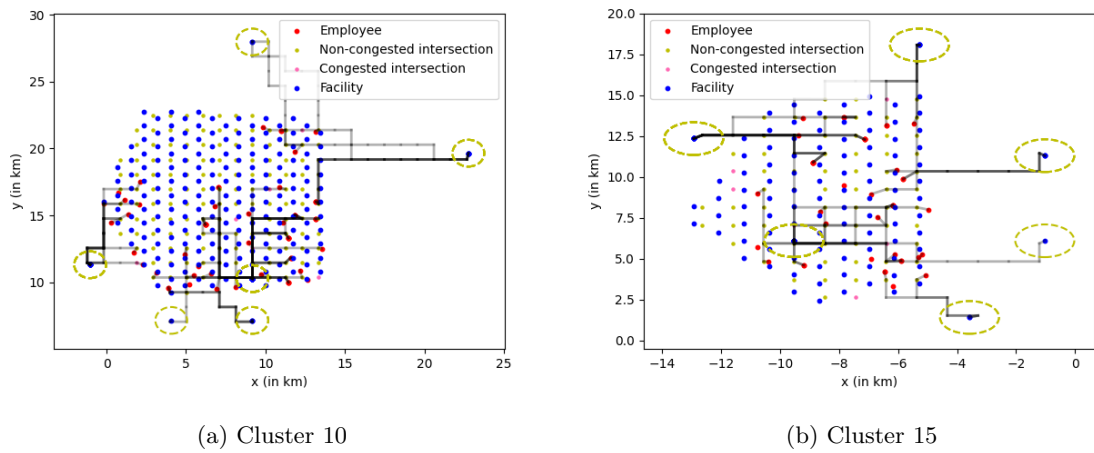 30
25
20
15
10
y (in km)
0
5
10
15
20
25
x (in km)
Employee
Non-congested intersection
Congested intersection
Facility
(a) Cluster 10
20.0
17.5
15.0
12.5
10.0
7.5
5.0
2.5
0.0
y (in km)
−14
−12
−10
−8
−6
−4
−2
0
x (in km)
Employee
Non-congested intersection
Congested intersection
Facility
(b) Cluster 15